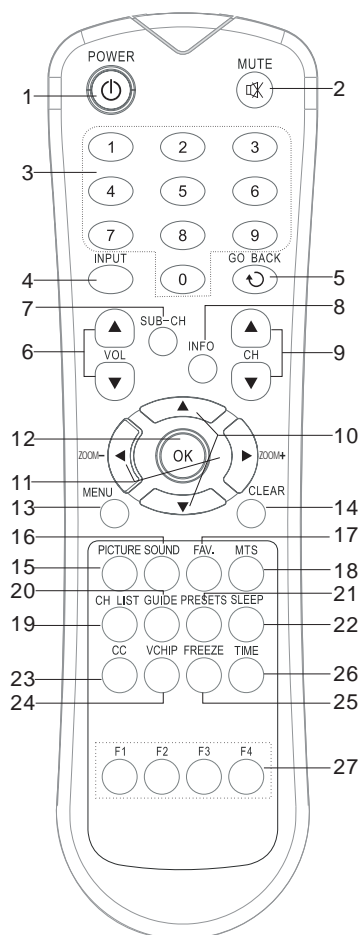 POWER
MUTE
1
2
1 2 3
3
4 5 6
7 8 9
INPUT
0
GO BACK
4
5
7
8
SUB-CH
INFO
6
VOL
CH
9
12
10
OK
ZOOM-
ZOOM+
11
MENU
CLEAR
13
14
16
17
PICTURE SOUND FAV. MTS
15
18
20
21
CH LIST GUIDE PRESETS SLEEP
19
22
CC VCHIP FREEZE TIME
23
26
24
25
F1 F2 F3 F4
27